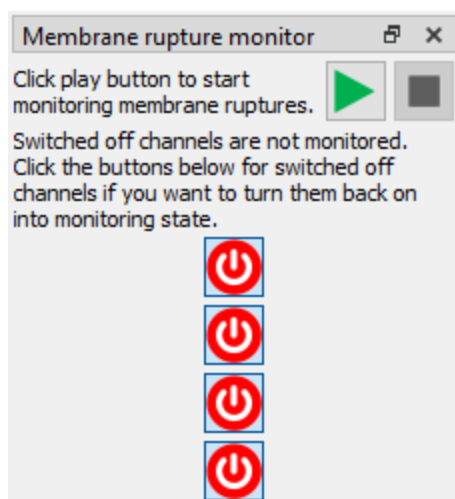 Membrane rupture monitor
Click play button to start
monitoring membrane ruptures.
Switched off channels are not monitored.
Click the buttons below for switched off
channels if you want to turn them back on
into monitoring state.